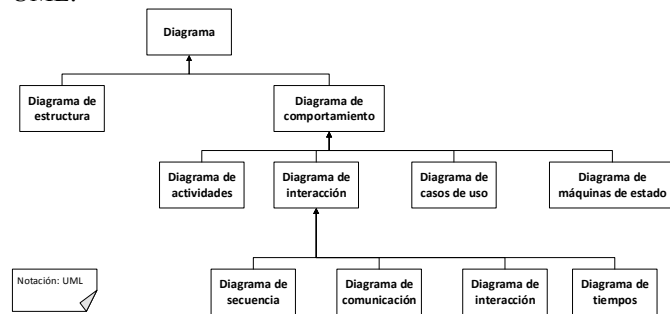 UML.
Diagrama
Diagrama de
estructura
Diagrama de
comportamiento
Diagrama de
actividades
Diagrama de
interacción
Diagrama de
casos de uso
Diagrama de
máquinas de estado
Notación: UML
Diagrama de
secuencia
Diagrama de
comunicación
Diagrama de
interacción
Diagrama de
tiempos